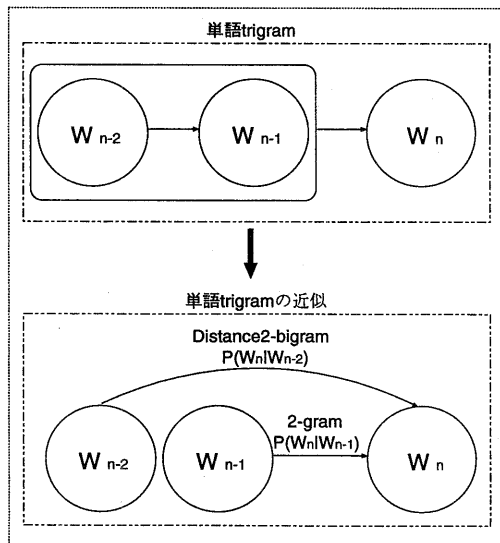 単語trigram
W n-2
W n-1
W n
単語trigramの近似
Distance2-bigram
P(Wn|Wn-2)
2-gram
P(Wn|Wn-1)
W n-2
W n-1
W n